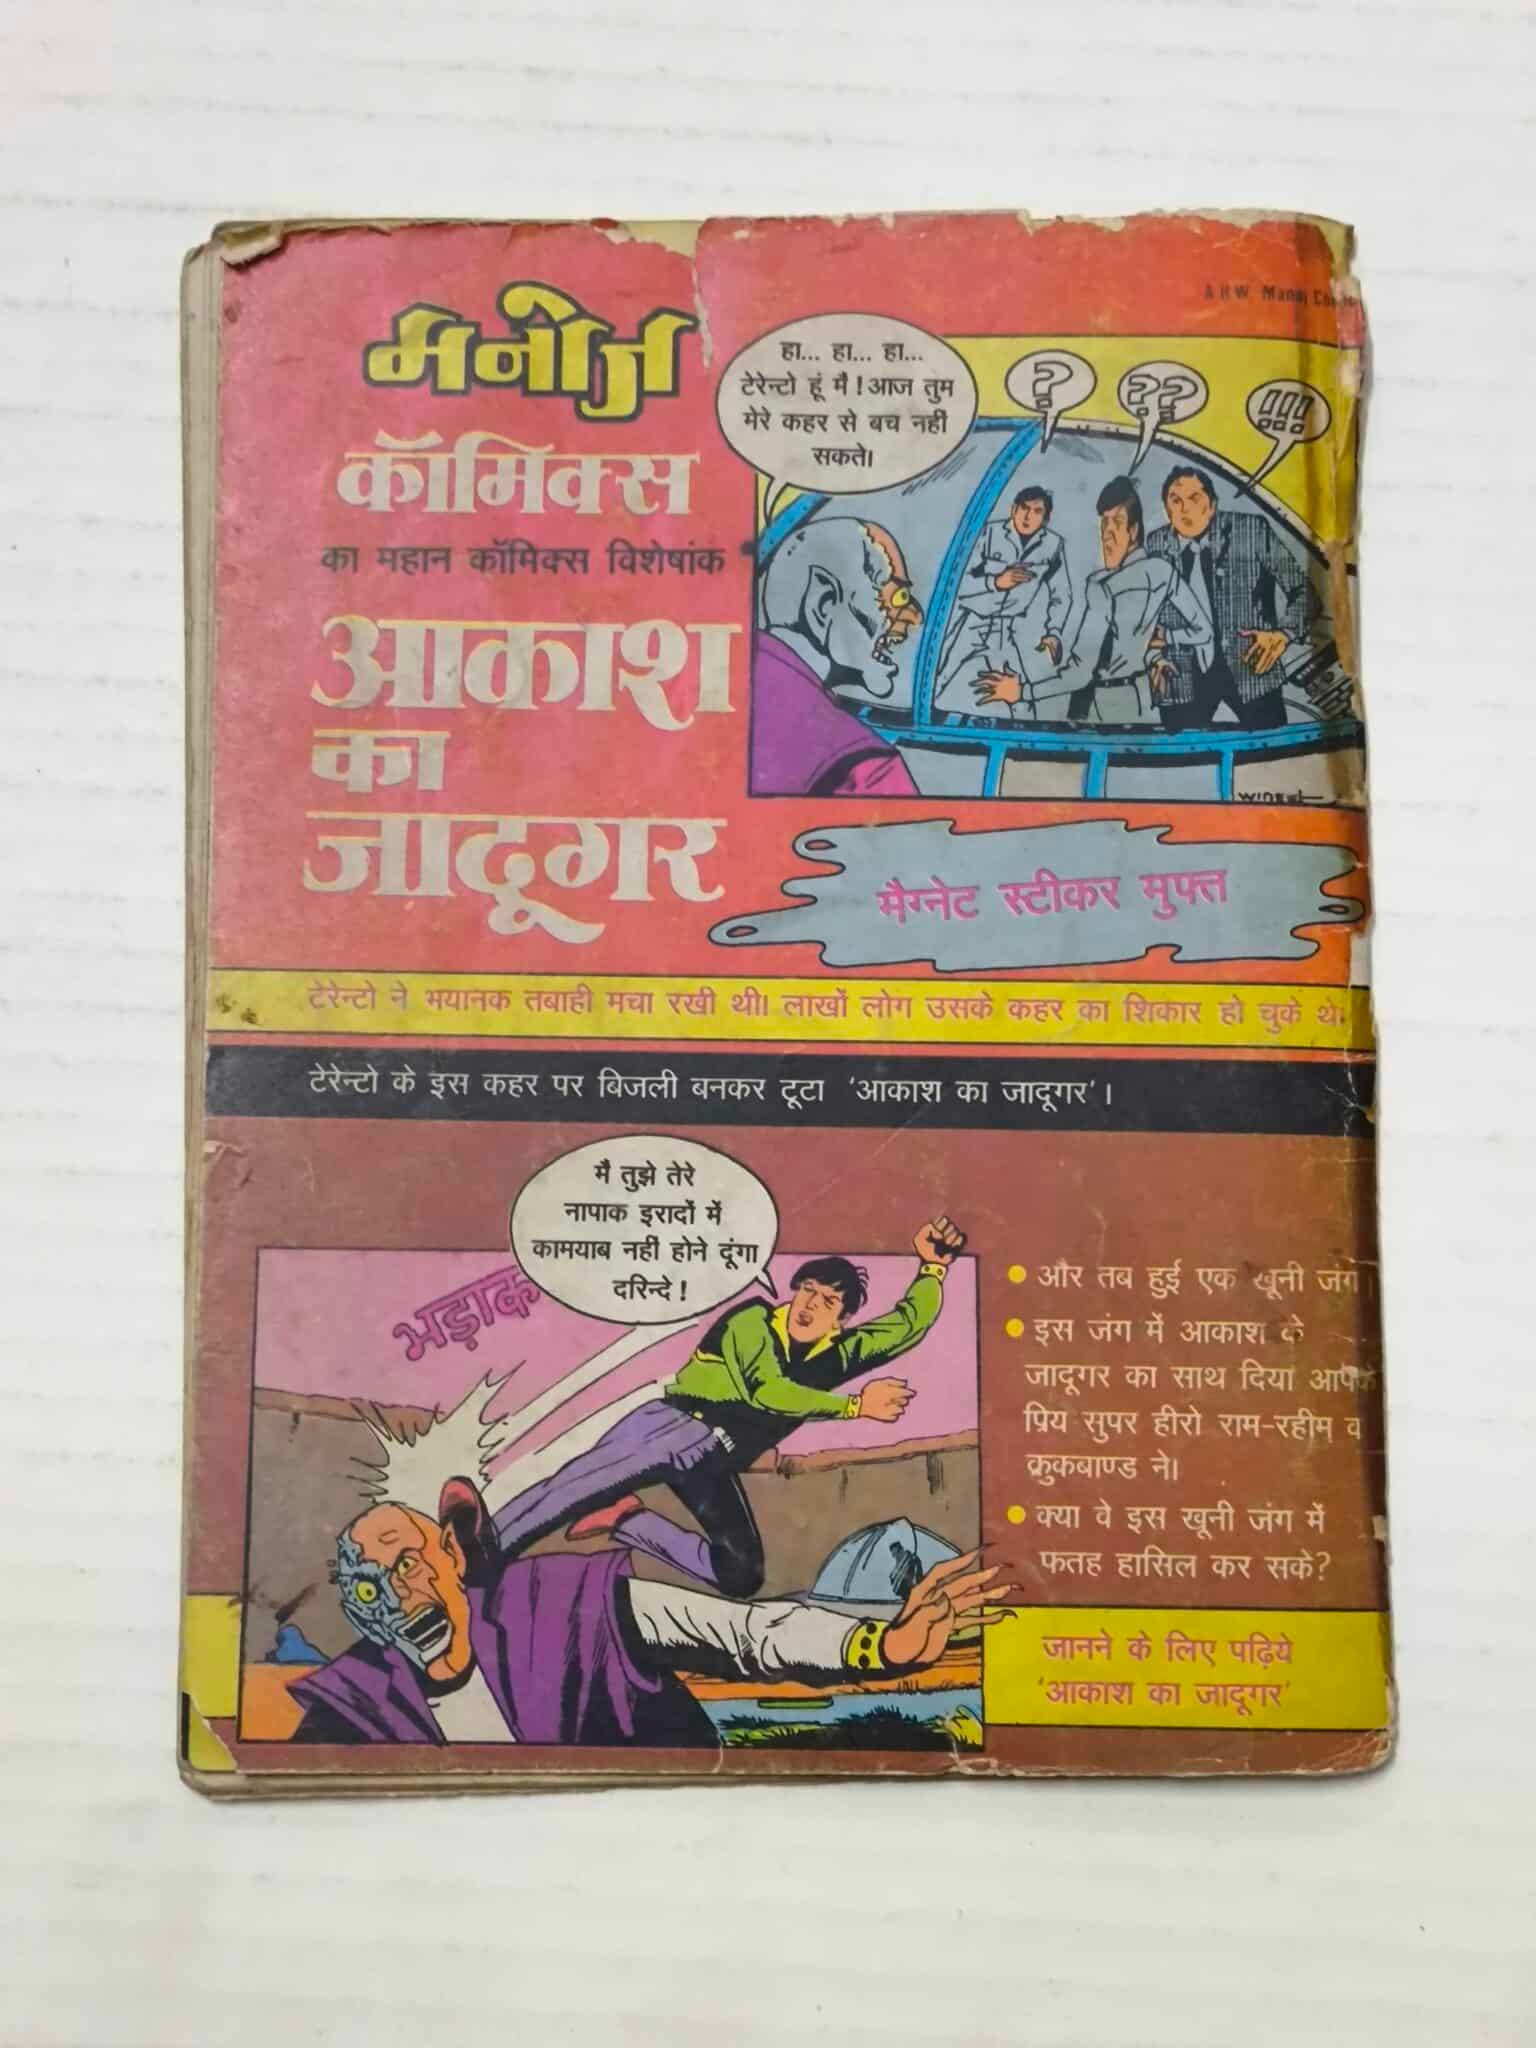 मनोज
कॉमिक्स
का महान कॉमिक्स विशेषांक
आकाश
का
जादूगर
A H W. Manoj
हा... हा... हा...
टेरेन्टो हूं मैं! आज तुम
मेरे कहर से बच नहीं
सकते।
?
??
!!!
मैग्नेट स्टीकर मुफ्त
टेरेन्टो ने भयानक तबाही मचा रखी थी। लाखों लोग उसके कहर का शिकार हो चुके थे।
टेरेन्टो के इस कहर पर बिजली बनकर टूटा 'आकाश का जादूगर'।
मै तुझे तेरे
नापाक इरादों में
कामयाब नहीं होने दूंगा
दरिन्दे!
भड़ाक
• और तब हुई एक खूनी जंग।
• इस जंग में आकाश के
जादूगर का साथ दिया आपके
प्रिय सुपर हीरो राम-रहीम व
क्रुकबाण्ड ने।
• क्या वे इस खूनी जंग में
फतह हासिल कर सके?
जानने के लिए पढ़िये
'आकाश का जादूगर'